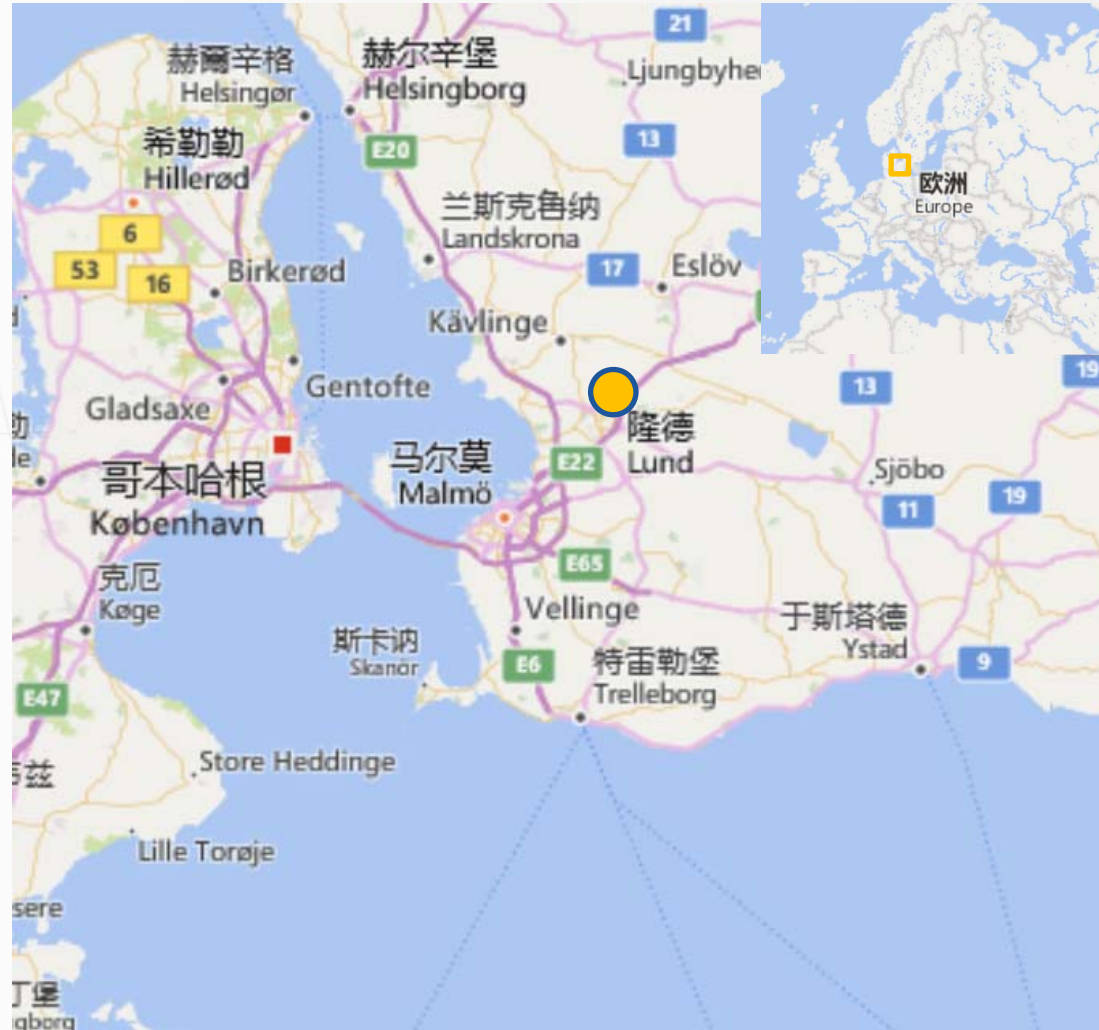 21
赫爾辛格
Helsingør
赫尔辛堡
Helsingborg
Ljungbyhe
13
E20
希勒勒
Hillerød
欧洲
Europe
兰斯克鲁纳
Landskrona
6
53
16
Birkerød
17
Eslöv
Kävlinge
Gentofte
Gladsaxe
13
19
隆德
Lund
E22
马尔莫
Malmö
哥本哈根
København
Sjöbo
11
19
E65
克厄
Køge
Vellinge
于斯塔德
Ystad
斯卡讷
Skanör
E6
特雷勒堡
Trelleborg
9
E47
兹
Store Heddinge
Lille Torøje
sere
堡
gborg